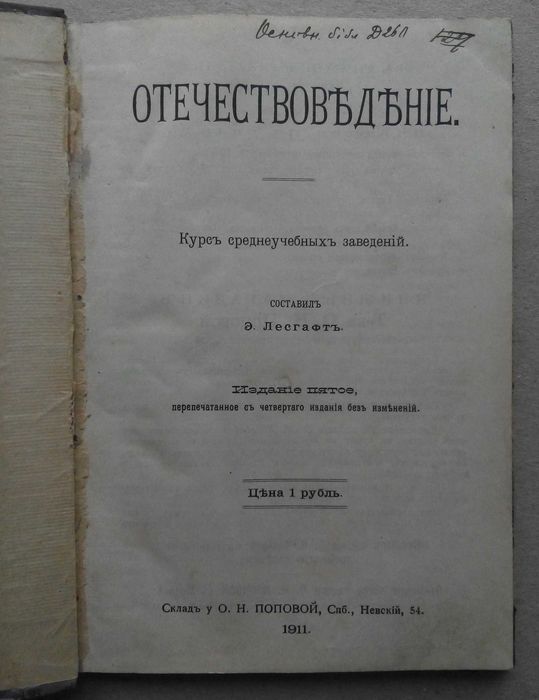 Основн. бібл Д26Л
ОТЕЧЕСТВОВѢДѢНІЕ.
Курсъ среднеучебныхъ заведеній.
СОСТАВИЛЪ
Э. Лесгафтъ.
Изданіе пятое,
перепечатанное съ четвертаго изданія безъ измѣненій.
Цѣна 1 рубль.
Складъ у О. Н. ПОПОВОЙ, Спб., Невскій, 54.
1911.